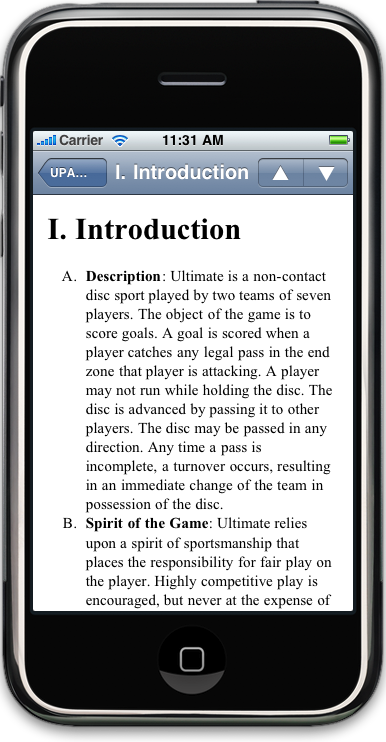 Carrier 11:31 AM
UPA... I. Introduction
I. Introduction
A. Description: Ultimate is a non-contact
disc sport played by two teams of seven
players. The object of the game is to
score goals. A goal is scored when a
player catches any legal pass in the end
zone that player is attacking. A player
may not run while holding the disc. The
disc is advanced by passing it to other
players. The disc may be passed in any
direction. Any time a pass is
incomplete, a turnover occurs, resulting
in an immediate change of the team in
possession of the disc.
B. Spirit of the Game: Ultimate relies
upon a spirit of sportsmanship that
places the responsibility for fair play on
the player. Highly competitive play is
encouraged, but never at the expense of